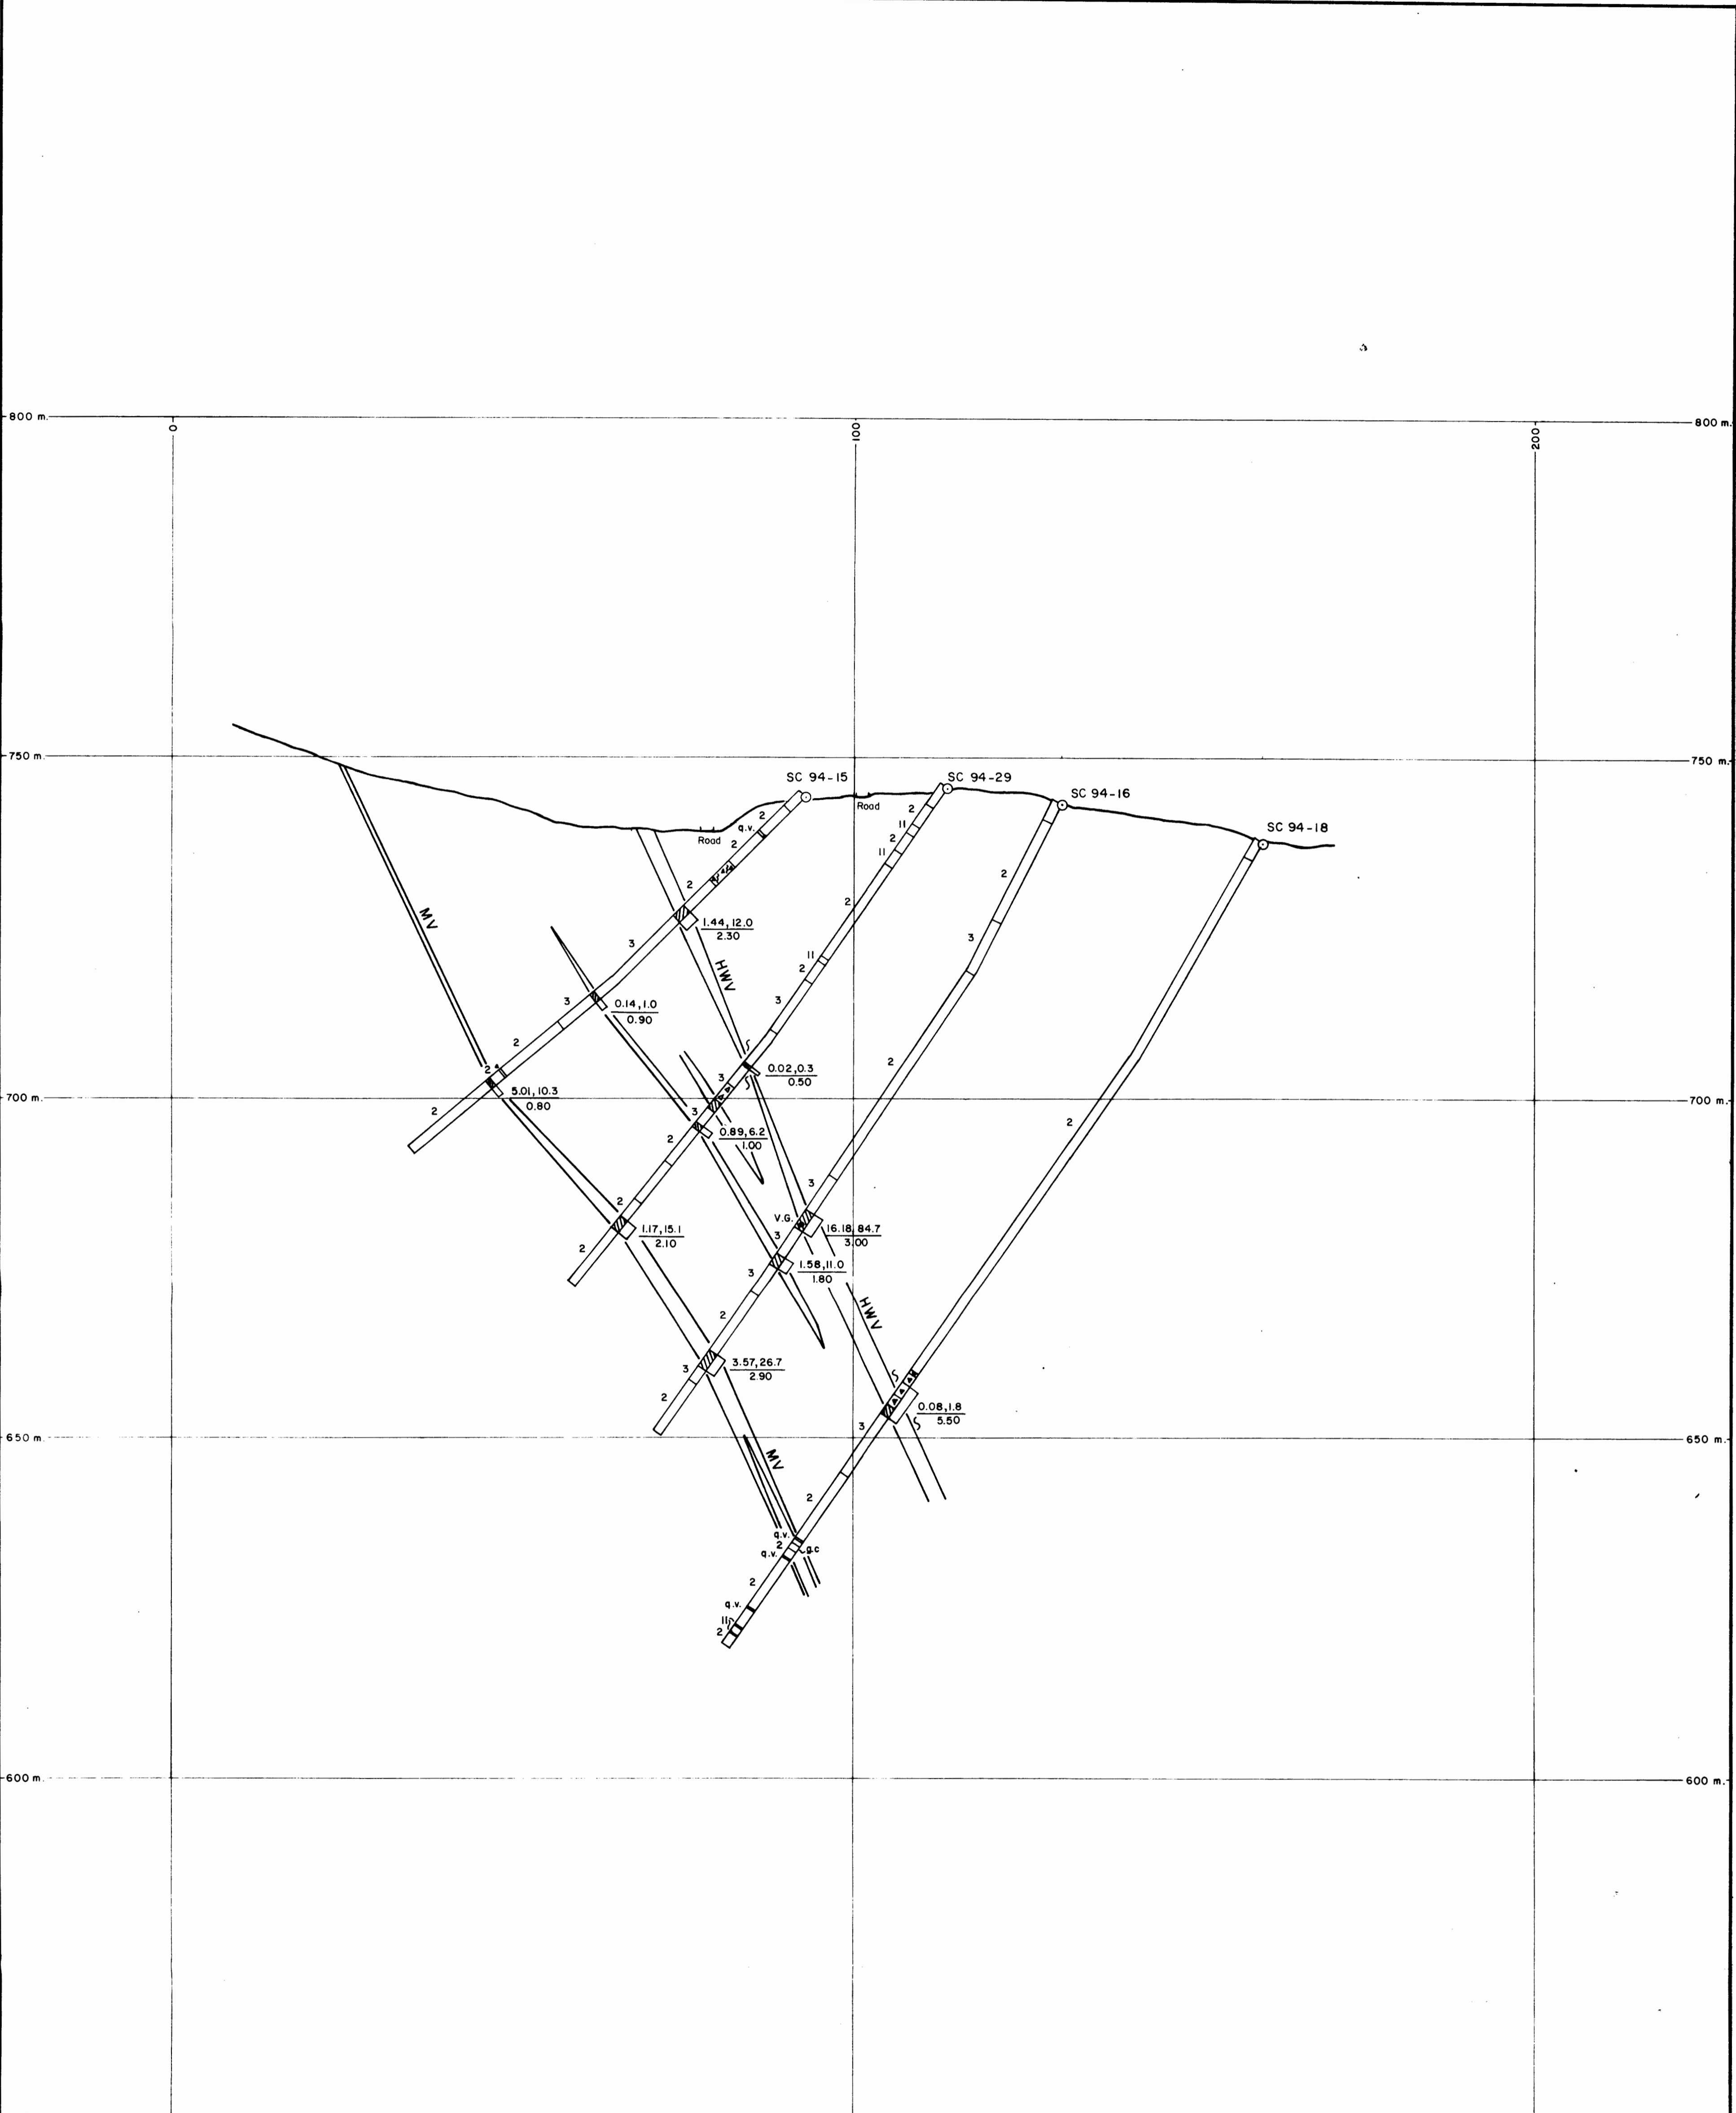 800 m.
800 m.
0
100
200
750 m.
750 m.
SC 94-15
SC 94-29
SC 94-16
SC 94-18
Road
Road
2
q.v.
2
2
2
11
2
11
2
2
MV
3
1.44, 12.0
2.30
3
HWV
11
2
3
3
0.14, 1.0
0.90
2
2
0.02, 0.3
0.50
3
2
5.01, 10.3
0.80
700 m.
700 m.
2
3
0.89, 6.2
1.00
2
2
3
2
V.G.
16.18, 84.7
3.00
1.17, 15.1
2.10
3
2
1.58, 11.0
1.80
3
HWV
2
3.57, 26.7
2.90
3
2
0.08, 1.8
5.50
3
650 m.
650 m.
MV
2
q.v.
2
g.c
q.v.
2
q.v.
11
2
600 m.
600 m.